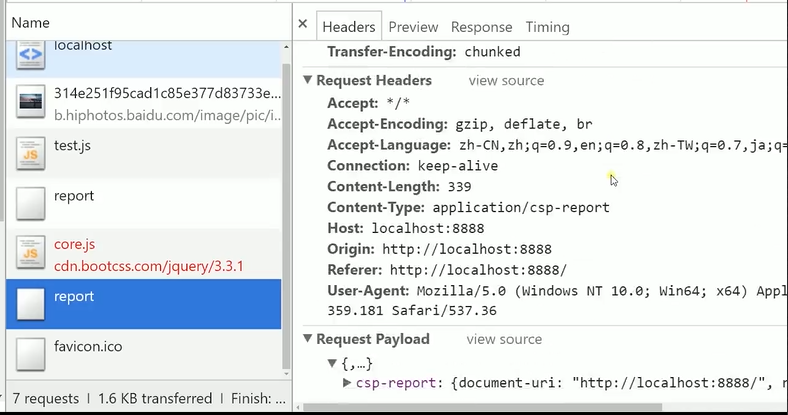 Name
localhost
314e251f95cad1c85e377d83733e...
b.hiphotos.baidu.com/image/pic/i...
test.js
report
core.js
cdn.bootcss.com/jquery/3.3.1
report
favicon.ico
7 requests | 1.6 KB transferred | Finish: ...
× Headers Preview Response Timing
Transfer-Encoding: chunked
▼ Request Headers view source
Accept: */*
Accept-Encoding: gzip, deflate, br
Accept-Language: zh-CN,zh;q=0.9,en;q=0.8,zh-TW;q=0.7,ja;q=
Connection: keep-alive
Content-Length: 339
Content-Type: application/csp-report
Host: localhost:8888
Origin: http://localhost:8888
Referer: http://localhost:8888/
User-Agent: Mozilla/5.0 (Windows NT 10.0; Win64; x64) Appl
359.181 Safari/537.36
▼ Request Payload view source
▼ {,…}
▶ csp-report: {document-uri: "http://localhost:8888/",